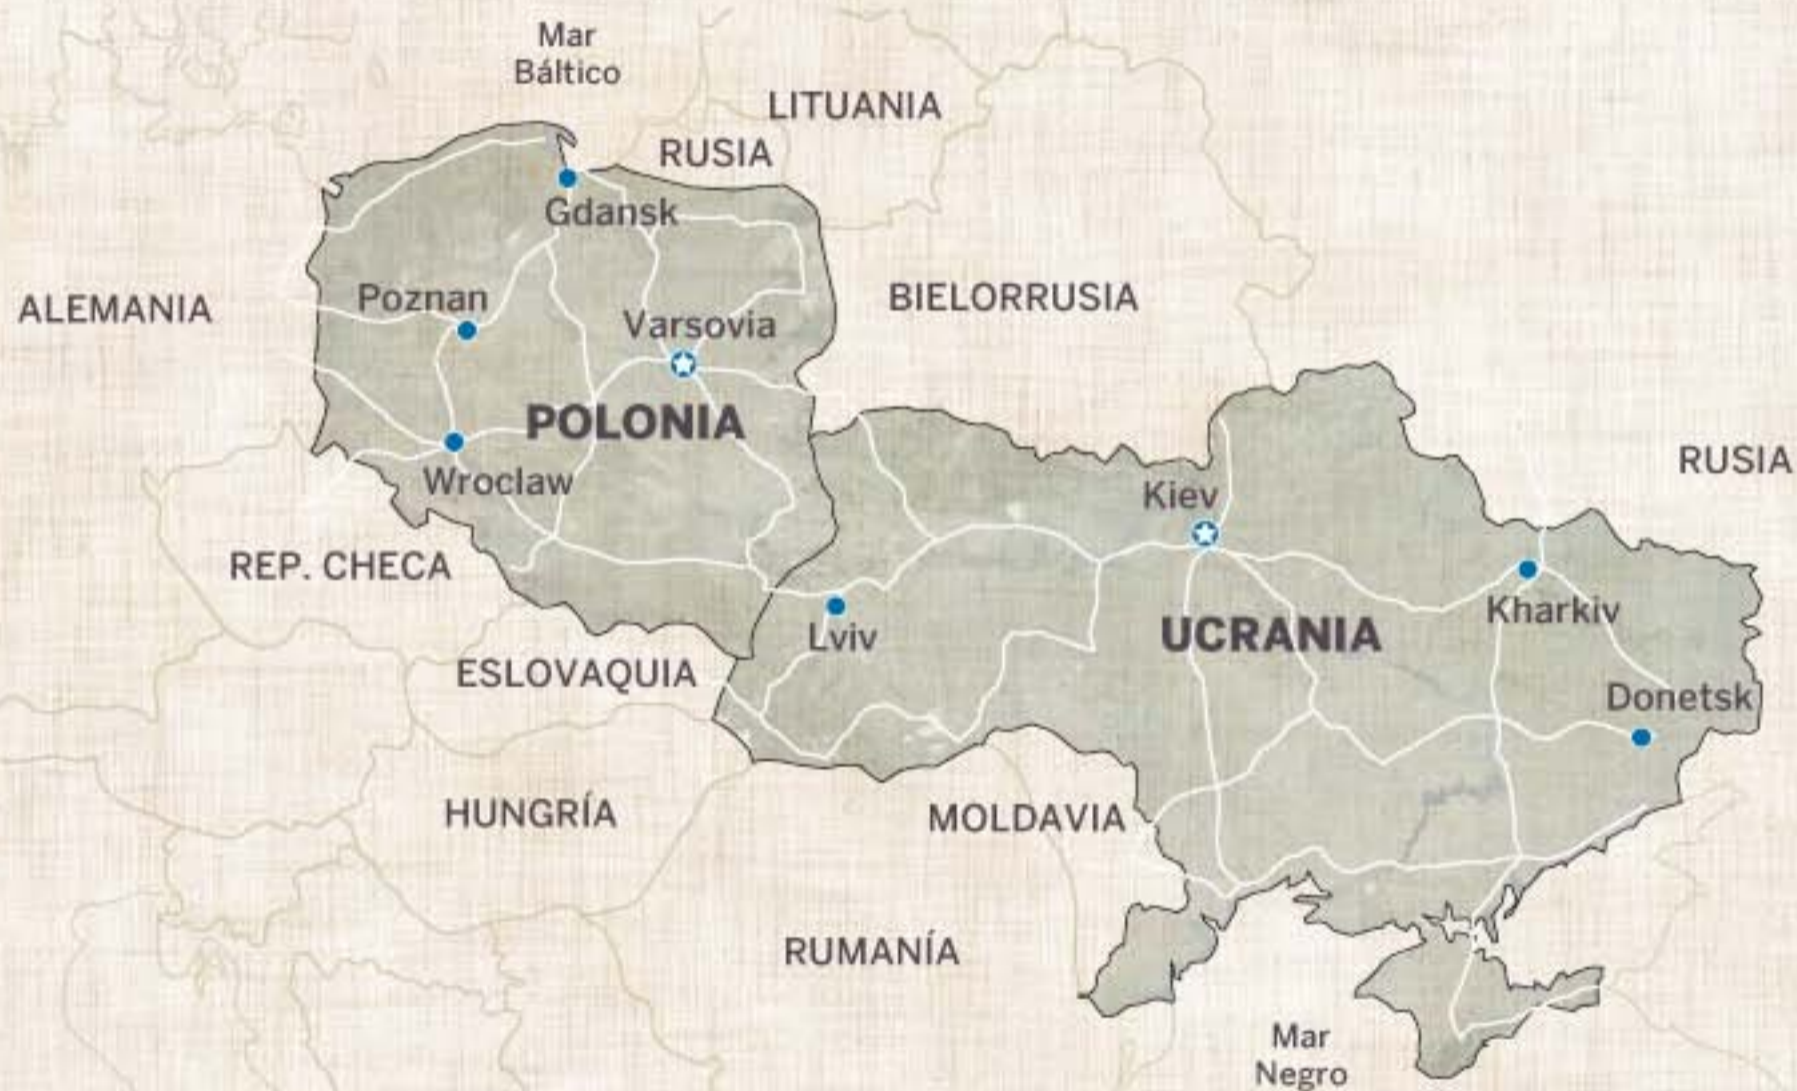 Mar
Báltico
LITUANIA
RUSIA
Gdansk
ALEMANIA
Poznan
Varsovia
BIELORRUSIA
POLONIA
Wroclaw
RUSIA
Kiev
REP. CHECA
Lviv
UCRANIA
Kharkiv
ESLOVAQUIA
Donetsk
HUNGRÍA
MOLDAVIA
RUMANÍA
Mar
Negro